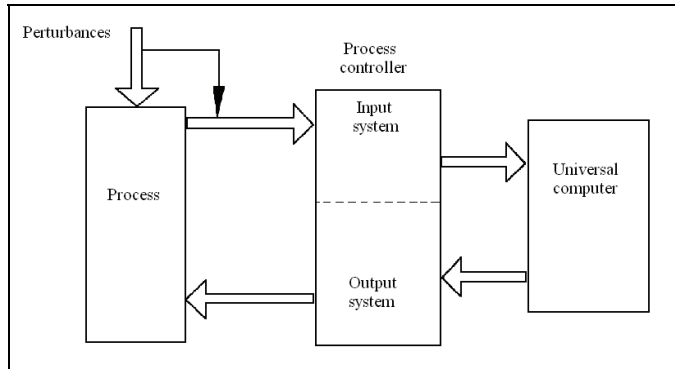 Perturbances
Process
controller
Input
system
Process
Universal
computer
Output
system